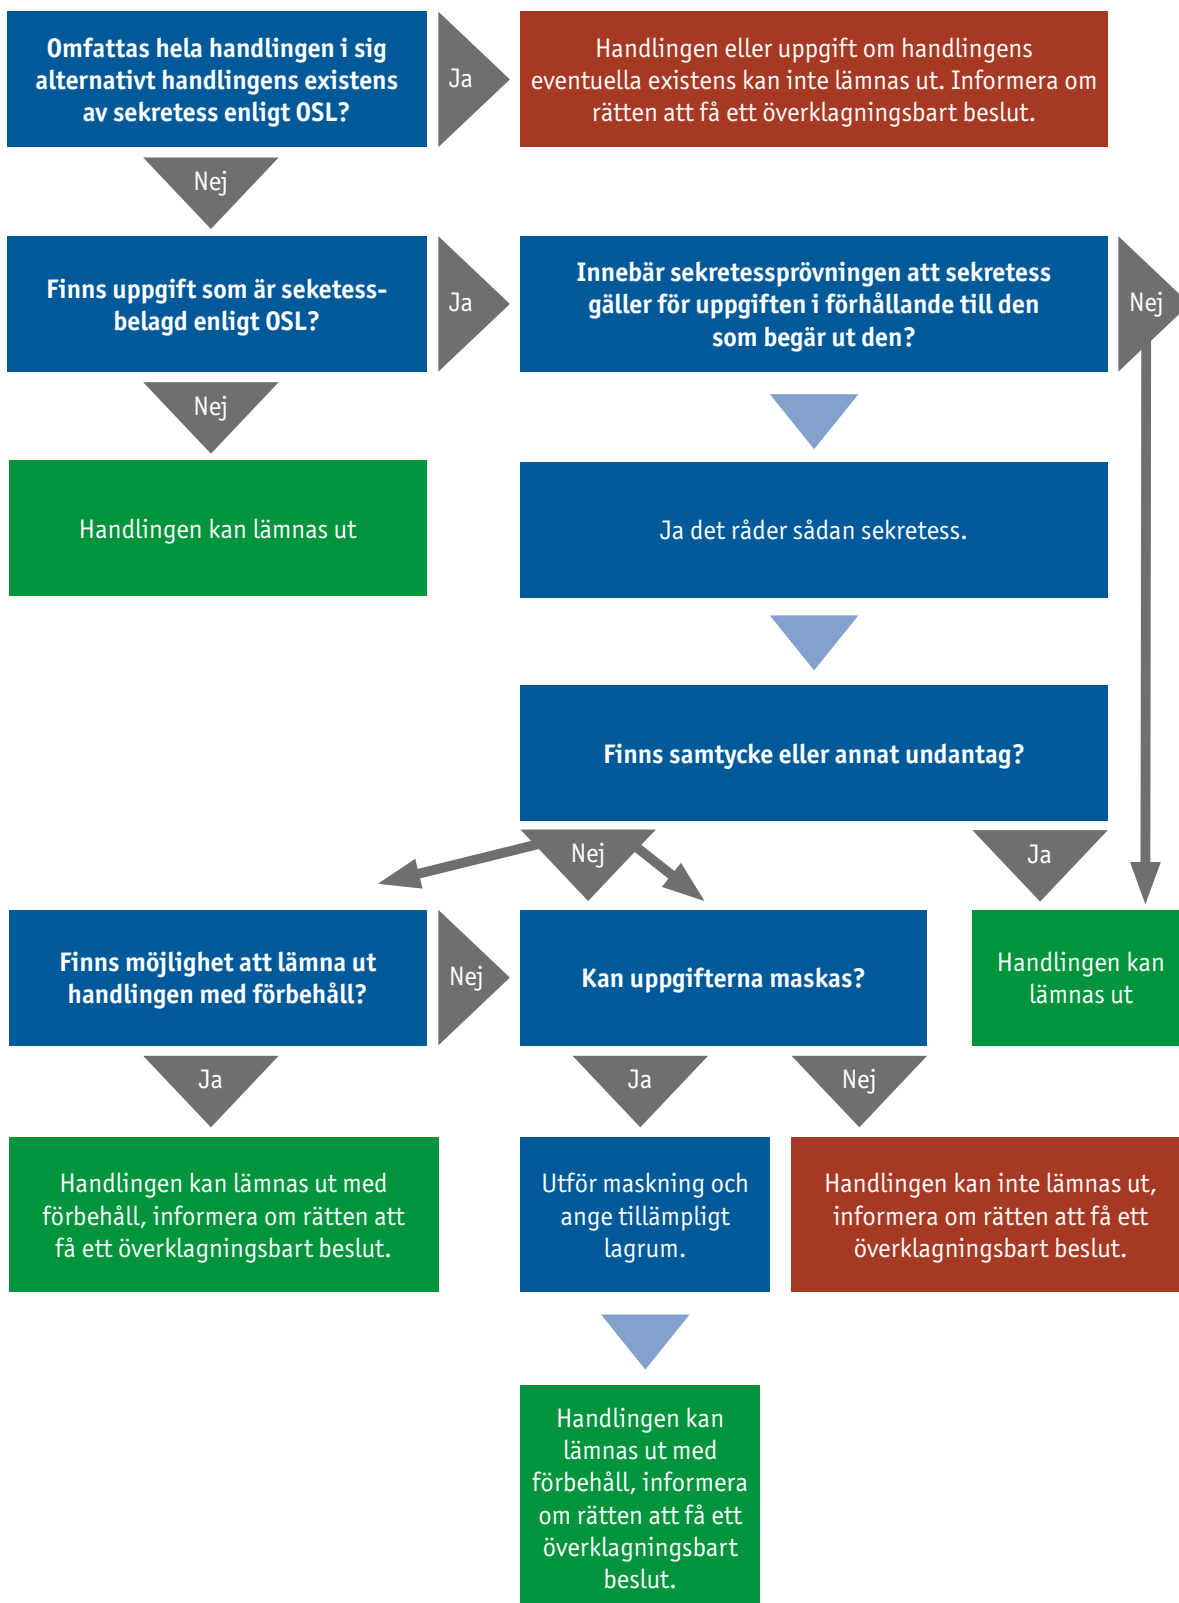 Omfattas hela handlingen i sig
alternativt handlingens existens
av sekretess enligt OSL?
Ja
Handlingen eller uppgift om handlingens
eventuella existens kan inte lämnas ut. Informera om
rätten att få ett överklagningsbart beslut.
Nej
Finns uppgift som är seketess-
belagd enligt OSL?
Ja
Innebär sekretessprövningen att sekretess
gäller för uppgiften i förhållande till den
som begär ut den?
Nej
Nej
Handlingen kan lämnas ut
Ja det råder sådan sekretess.
Finns samtycke eller annat undantag?
Nej
Ja
Finns möjlighet att lämna ut
handlingen med förbehåll?
Nej
Kan uppgifterna maskas?
Handlingen kan
lämnas ut
Ja
Ja
Nej
Handlingen kan lämnas ut med
förbehåll, informera om rätten att
få ett överklagningsbart beslut.
Utför maskning och
ange tillämpligt
lagrum.
Handlingen kan inte lämnas ut,
informera om rätten att få ett
överklagningsbart beslut.
Handlingen kan
lämnas ut med
förbehåll, informera
om rätten att få ett
överklagningsbart
beslut.